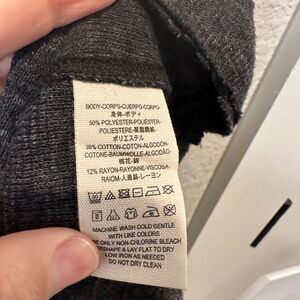 BODY-CORPS-CUERPO-CORPO-
身体-ボディ
50% POLYESTER-POLYESTER-
POLIESTERE-聚酯纖維-
ポリエステル
38% COTTON-COTON-ALGODÓN-
COTONE-BAUMWOLLE-ALGODÃO-
棉花-綿
12% RAYON-RAYONNE-VISCOSA-
RAION-人造絲-レーヨン
MACHINE WASH COLD GENTLE
WITH LIKE COLORS
ONLY NON-CHLORINE BLEACH
RESHAPE & LAY FLAT TO DRY
LOW IRON AS NEEDED
DO NOT DRY CLEAN